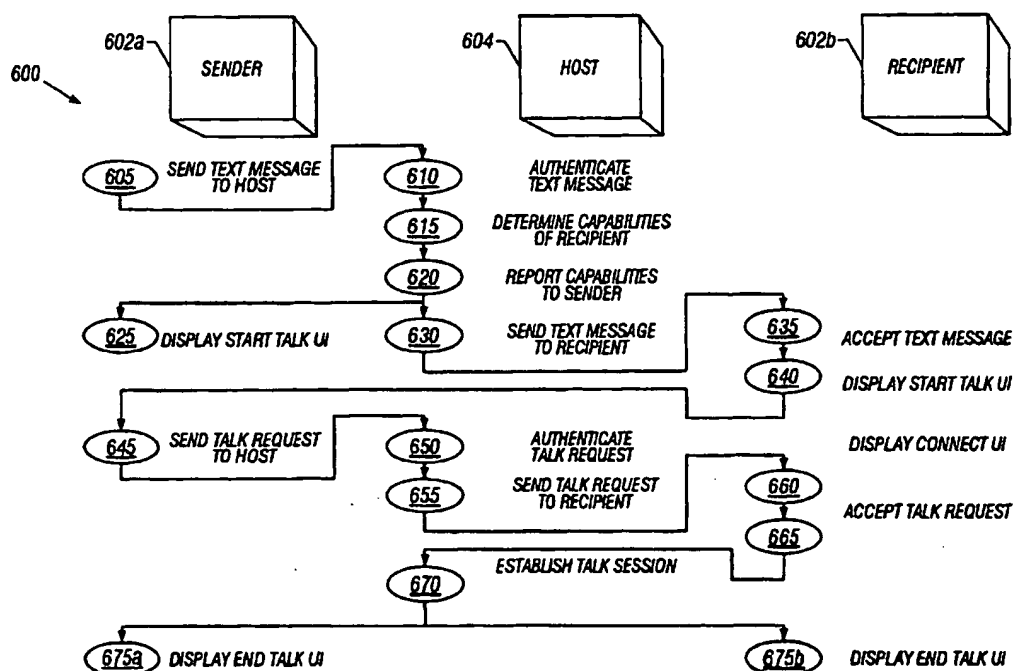 602a
SENDER
604
HOST
602b
RECIPIENT
600
605
SEND TEXT MESSAGE
TO HOST
610
AUTHENTICATE
TEXT MESSAGE
615
DETERMINE CAPABILITIES
OF RECIPIENT
620
REPORT CAPABILITIES
TO SENDER
625
DISPLAY START TALK UI
630
SEND TEXT MESSAGE
TO RECIPIENT
635
ACCEPT TEXT MESSAGE
640
DISPLAY START TALK UI
645
SEND TALK REQUEST
TO HOST
650
AUTHENTICATE
TALK REQUEST
DISPLAY CONNECT UI
655
SEND TALK REQUEST
TO RECIPIENT
660
ACCEPT TALK REQUEST
665
ESTABLISH TALK SESSION
670
675a
DISPLAY END TALK UI
675b
DISPLAY END TALK UI